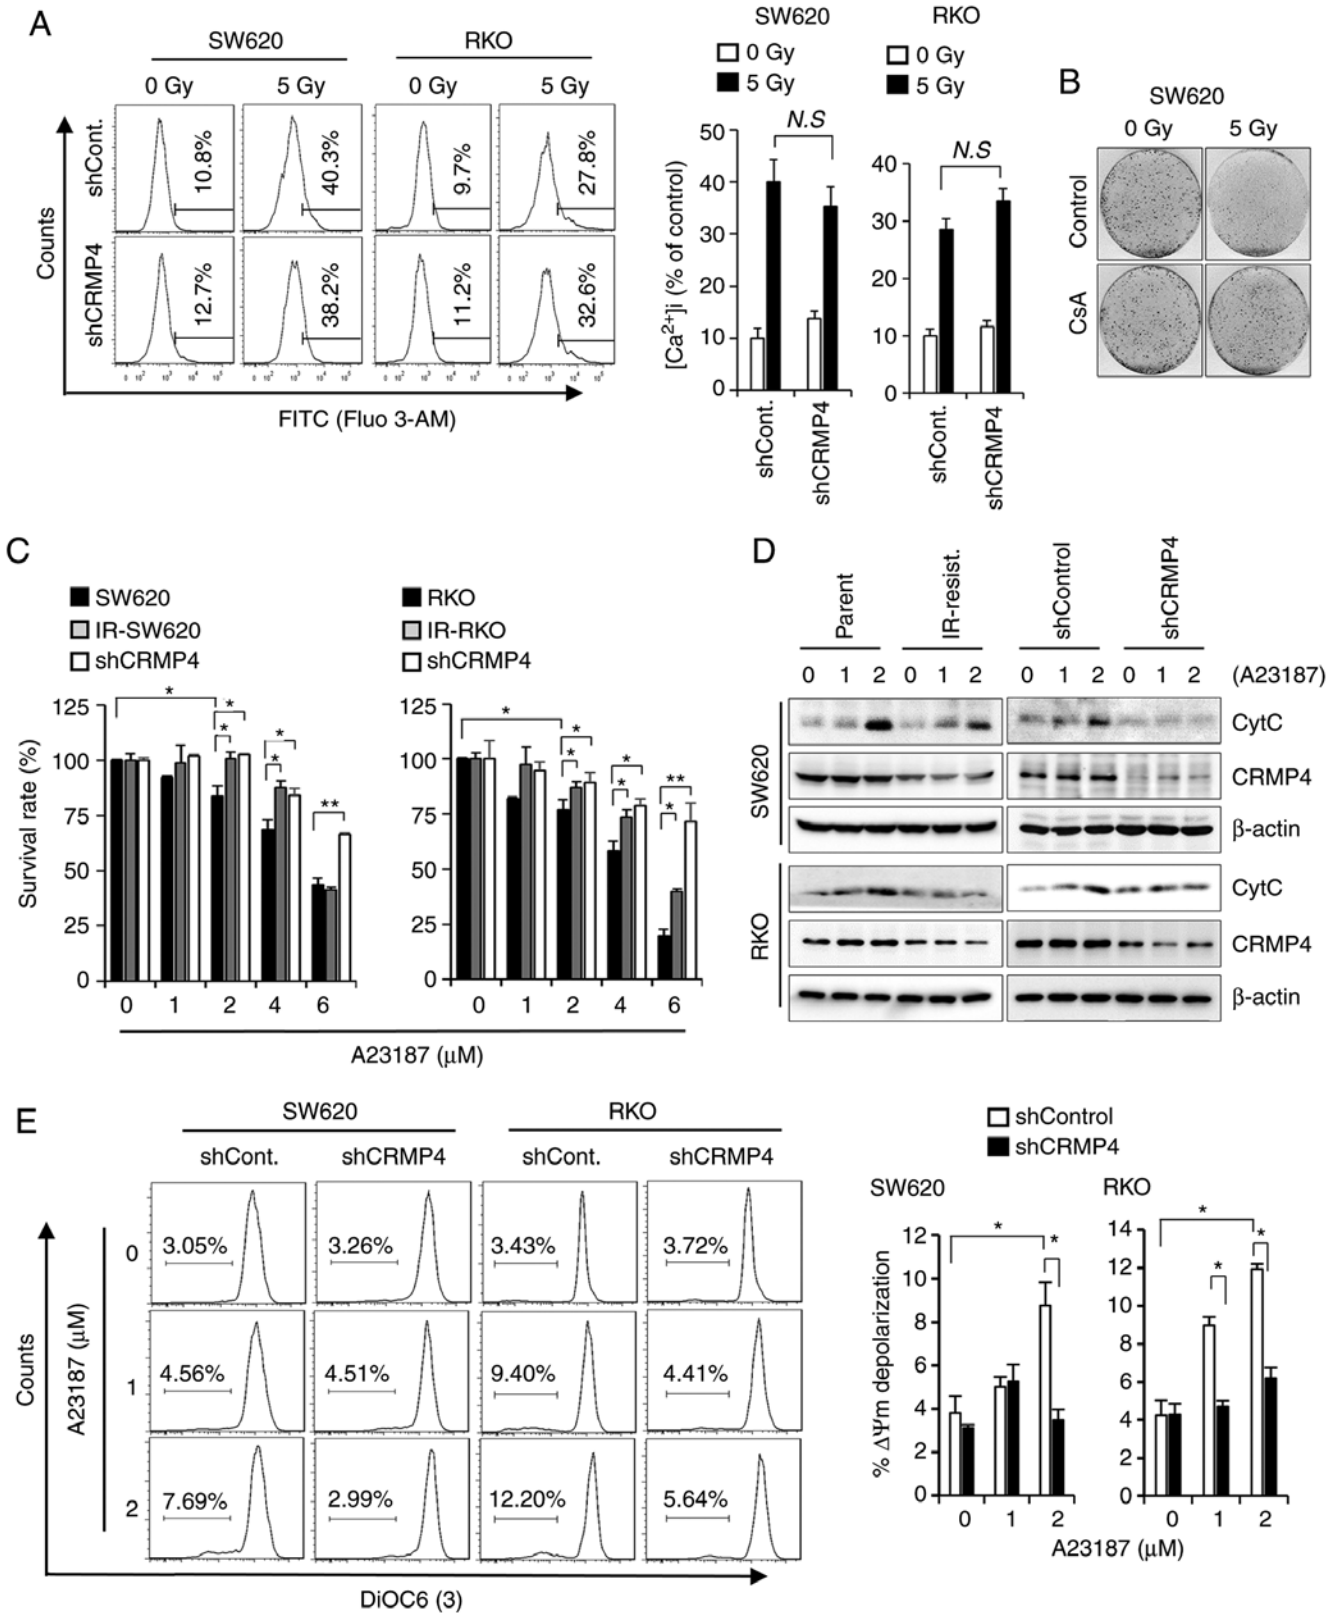 A
SW620
RKO
0 Gy
5 Gy
0 Gy
5 Gy
Counts
shCont.
10.8%
40.3%
9.7%
27.8%
shCRMP4
12.7%
38.2%
11.2%
32.6%
FITC (Fluo 3-AM)
SW620
0 Gy
5 Gy
RKO
0 Gy
5 Gy
[Ca2+]i (% of control)
50
40
30
20
10
0
N.S
shCont.
shCRMP4
40
30
20
10
0
N.S
shCont.
shCRMP4
B
SW620
0 Gy
5 Gy
Control
CsA
C
SW620
IR-SW620
shCRMP4
RKO
IR-RKO
shCRMP4
Survival rate (%)
125
100
75
50
25
0
* * * * * **
0 1 2 4 6
125
100
75
50
25
0
* * * * * * **
0 1 2 4 6
A23187 (μM)
D
Parent
IR-resist.
shControl
shCRMP4
0 1 2 0 1 2 0 1 2 0 1 2 (A23187)
SW620
CytC
CRMP4
β-actin
RKO
CytC
CRMP4
β-actin
E
SW620
RKO
shCont.
shCRMP4
shCont.
shCRMP4
Counts
A23187 (μM)
0
3.05%
3.26%
3.43%
3.72%
1
4.56%
4.51%
9.40%
4.41%
2
7.69%
2.99%
12.20%
5.64%
DiOC6 (3)
shControl
shCRMP4
SW620
RKO
% ΔΨm depolarization
12
10
8
6
4
2
0
* *
0 1 2
14
12
10
8
6
4
2
0
* * *
0 1 2
A23187 (μM)